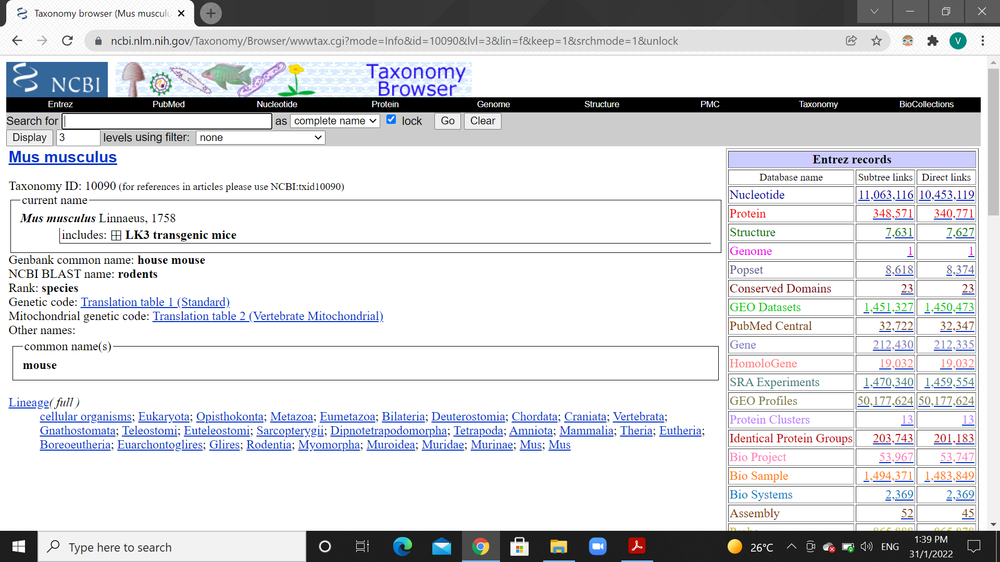 Taxonomy browser (Mus musculu
ncbi.nlm.nih.gov/Taxonomy/Browser/wwwtax.cgi?mode=Info&id=10090&lvl=3&lin=f&keep=1&srchmode=1&unlock
V
NCBI
Taxonomy
Browser
Entrez PubMed Nucleotide Protein Genome Structure PMC Taxonomy BioCollections
Search for as complete name lock Go Clear
Display 3 levels using filter: none
Mus musculus
Taxonomy ID: 10090 (for references in articles please use NCBI:txid10090)
current name
Mus musculus Linnaeus, 1758
includes: LK3 transgenic mice
Genbank common name: house mouse
NCBI BLAST name: rodents
Rank: species
Genetic code: Translation table 1 (Standard)
Mitochondrial genetic code: Translation table 2 (Vertebrate Mitochondrial)
Other names:
common name(s)
mouse
Lineage( full )
cellular organisms; Eukaryota; Opisthokonta; Metazoa; Eumetazoa; Bilateria; Deuterostomia; Chordata; Craniata; Vertebrata;
Gnathostomata; Teleostomi; Euteleostomi; Sarcopterygii; Dipnotetrapodomorpha; Tetrapoda; Amniota; Mammalia; Theria; Eutheria;
Boreoeutheria; Euarchontoglires; Glires; Rodentia; Myomorpha; Muroidea; Muridae; Murinae; Mus; Mus
Entrez records
Database name Subtree links Direct links
Nucleotide 11,063,116 10,453,119
Protein 348,571 340,771
Structure 7,631 7,627
Genome 1 1
Popset 8,618 8,374
Conserved Domains 23 23
GEO Datasets 1,451,327 1,450,473
PubMed Central 32,722 32,347
Gene 212,430 212,335
HomoloGene 19,032 19,032
SRA Experiments 1,470,340 1,459,554
GEO Profiles 50,177,624 50,177,624
Protein Clusters 13 13
Identical Protein Groups 203,743 201,183
Bio Project 53,967 53,747
Bio Sample 1,494,371 1,483,849
Bio Systems 2,369 2,369
Assembly 52 45
Type here to search
26°C
ENG
1:39 PM
31/1/2022